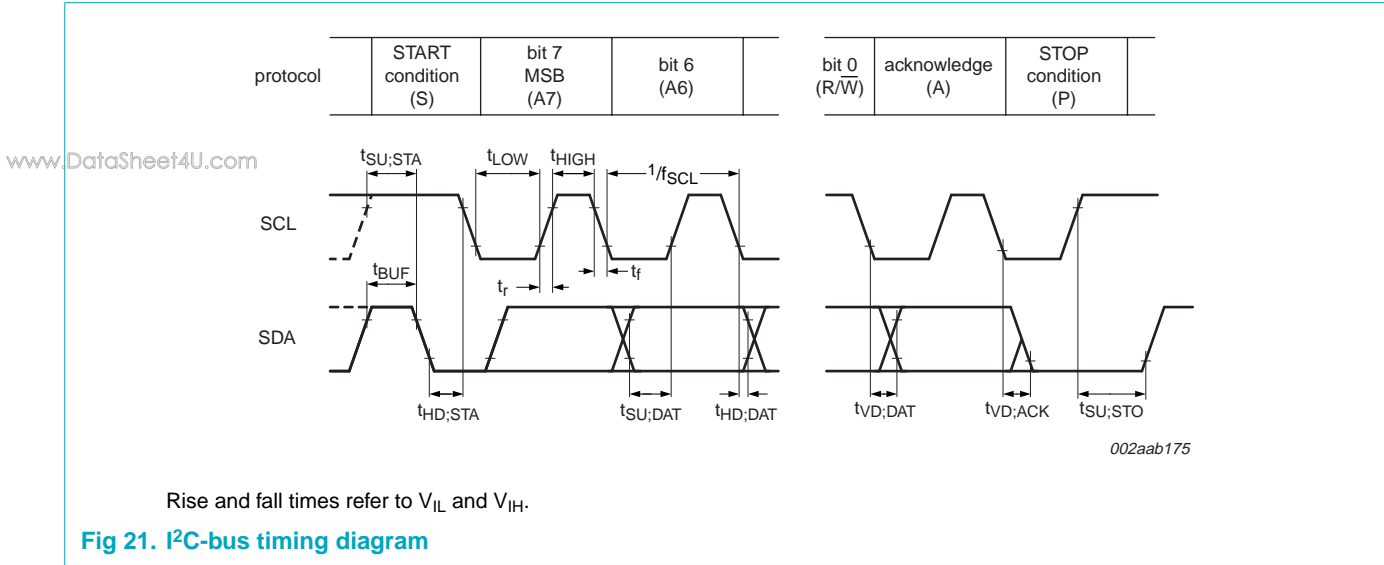 protocol
START
condition
(S)
bit 7
MSB
(A7)
bit 6
(A6)
bit 0
(R/W̅)
acknowledge
(A)
STOP
condition
(P)
www.DataSheet4U.com
tSU;STA
tLOW
tHIGH
1/fSCL
SCL
tBUF
tr
tf
SDA
tHD;STA
tSU;DAT
tHD;DAT
tVD;DAT
tVD;ACK
tSU;STO
002aab175
Rise and fall times refer to VIL and VIH.
Fig 21. I²C-bus timing diagram